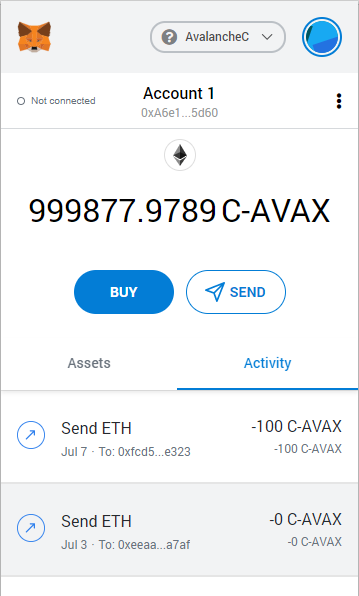 AvalancheC
Not connected
Account 1
0xA6e1...5d60
999877.9789 C-AVAX
BUY
SEND
Assets
Activity
Send ETH
-100 C-AVAX
Jul 7 · To: 0xfcd5...e323
-100 C-AVAX
Send ETH
-0 C-AVAX
Jul 3 · To: 0xeeaa...a7af
-0 C-AVAX